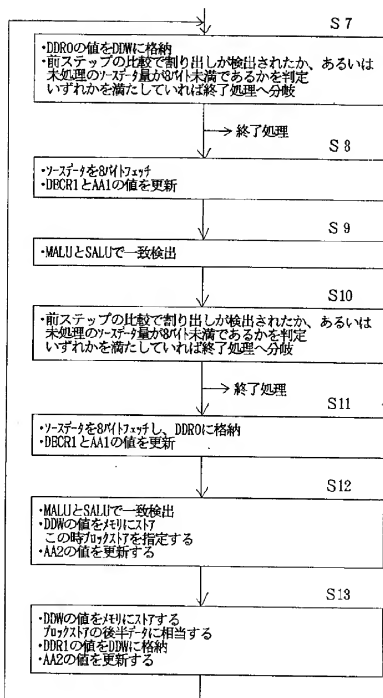 S7
・DDR0の値をDDWに格納
・前ステップの比較で割り出しが検出されたか、あるいは
未処理のソースデータ量が8バイト未満であるかを判定
いずれかを満たしていれば終了処理へ分岐
終了処理
S8
・ソースデータを8バイトフェッチ
・DECR1とAA1の値を更新
S9
・MALUとSALUで一致検出
S10
・前ステップの比較で割り出しが検出されたか、あるいは
未処理のソースデータ量が8バイト未満であるかを判定
いずれかを満たしていれば終了処理へ分岐
終了処理
S11
・ソースデータを8バイトフェッチし、DDR0に格納
・DECR1とAA1の値を更新
S12
・MALUとSALUで一致検出
・DDWの値をメモリにストア
この時ブロックストアを指定する
・AA2の値を更新する
S13
・DDWの値をメモリにストアする
ブロックストアの後半データに相当する
・DDR1の値をDDWに格納
・AA2の値を更新する